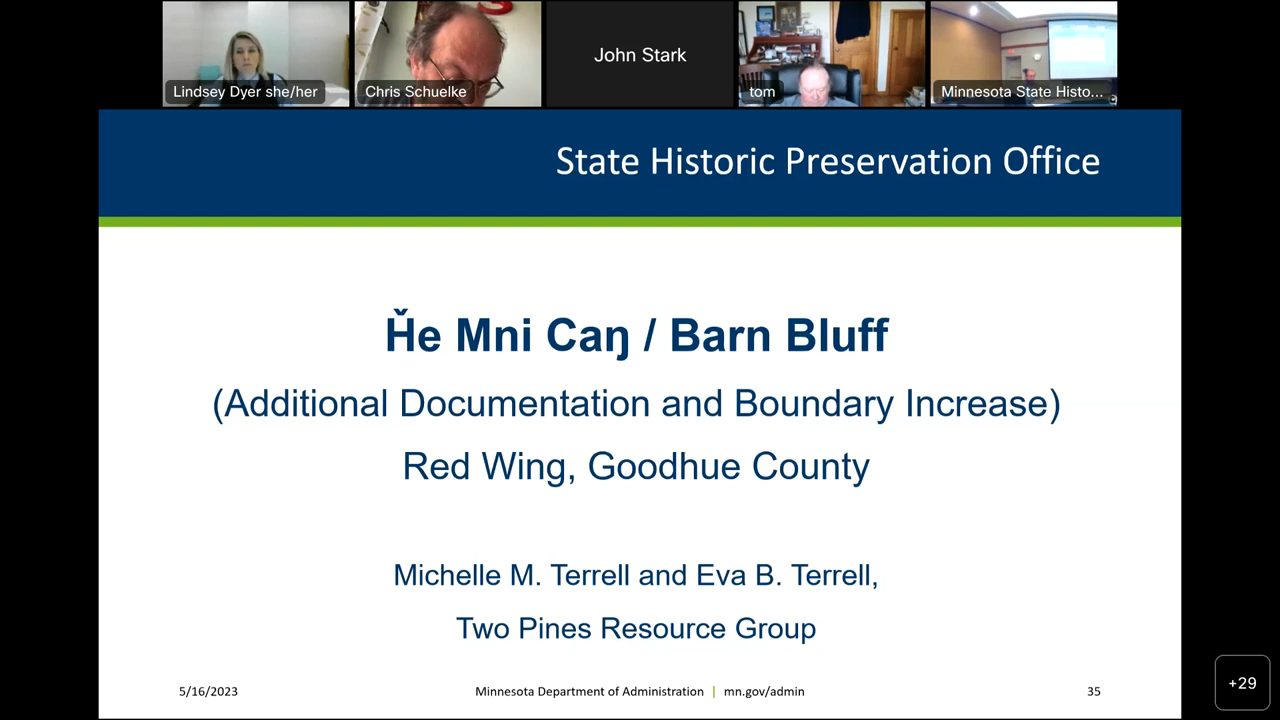 Lindsey Dyer she/her
Chris Schuelke
John Stark
tom
Minnesota State Histo...
State Historic Preservation Office
Ȟe Mni Caŋ / Barn Bluff
(Additional Documentation and Boundary Increase)
Red Wing, Goodhue County
Michelle M. Terrell and Eva B. Terrell,
Two Pines Resource Group
5/16/2023
Minnesota Department of Administration | mn.gov/admin
35
+29